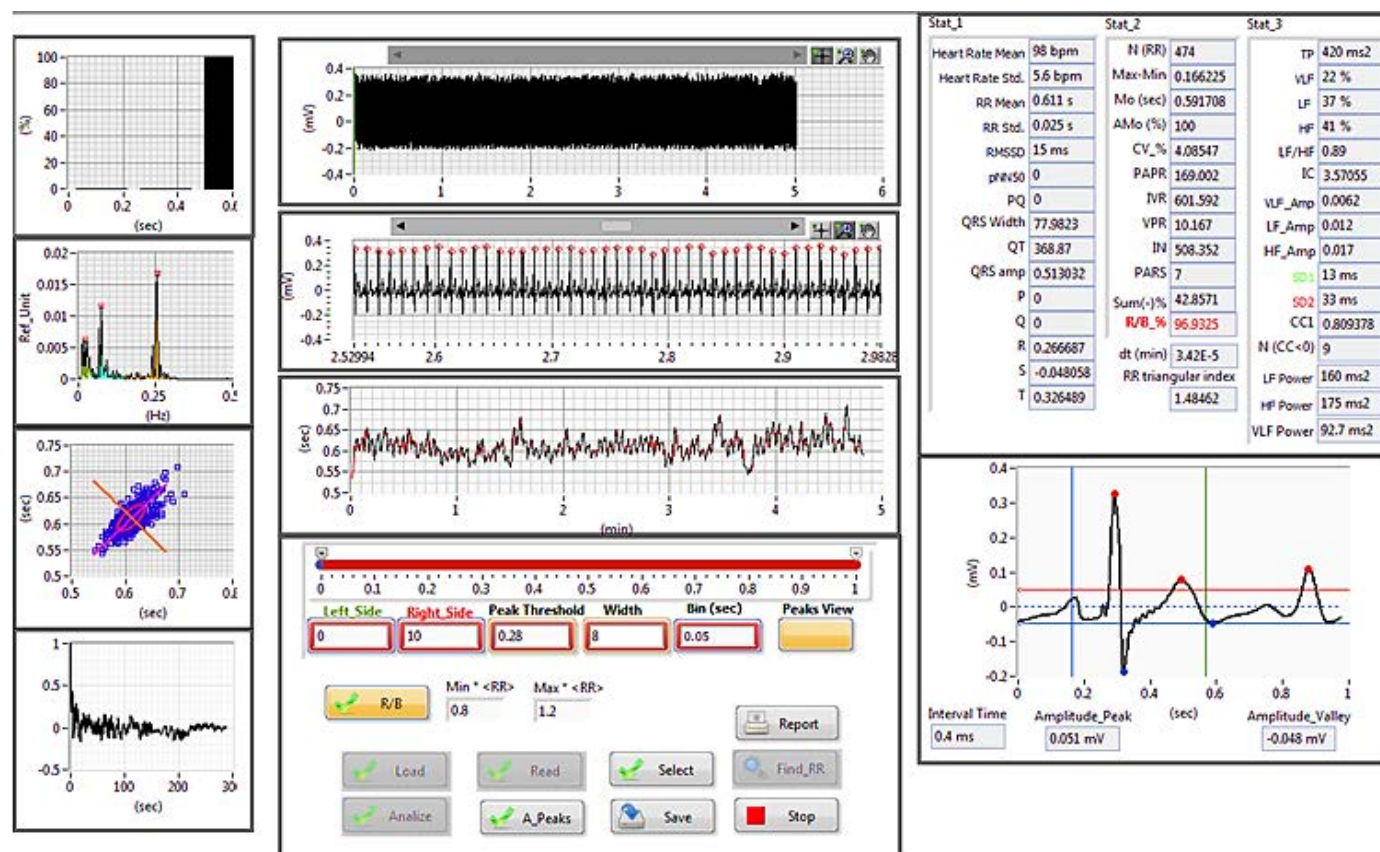 100
80
60
40
20
0
(%)
0 0.2 0.4 0.6
(sec)
0.02
0.015
0.01
0.005
0
Ref_Unit
0 0.25 0.5
(Hz)
0.75
0.7
0.65
0.6
0.55
0.5
(sec)
0.5 0.6 0.7 0.8
(sec)
1
0.5
0
-0.5
0 100 200 30
(sec)
0.4
0.2
0
-0.2
-0.4
(mV)
0 1 2 3 4 5 6
0.4
0.2
0
-0.2
-0.4
(mV)
2.52994 2.6 2.7 2.8 2.9 2.9828
0.75
0.7
0.65
0.6
0.55
0.5
(sec)
0 1 2 3 4 5
(min)
0 0.1 0.2 0.3 0.4 0.5 0.6 0.7 0.8 0.9 1
Left_Side Right_Side Peak Threshold Width Bin (sec) Peaks View
0 10 0.28 8 0.05
R/B
Min * <RR> Max * <RR>
0.8 1.2
Report
Load Read Select Find_RR
Analize A_Peaks Save Stop
Stat_1
Heart Rate Mean 98 bpm
Heart Rate Std. 5.6 bpm
RR Mean 0.611 s
RR Std. 0.025 s
RMSSD 15 ms
pNN50 0
PQ 0
QRS Width 77.9823
QT 368.87
QRS amp 0.513032
P 0
Q 0
R 0.266687
S -0.048058
T 0.326489
Stat_2
N (RR) 474
Max-Min 0.166225
Mo (sec) 0.591708
AMo (%) 100
CV_% 4.08547
PAPR 169.002
IVR 601.592
VPR 10.167
IN 508.352
PARS 7
Sum(-)% 42.8571
R/B_% 96.9325
dt (min) 3.42E-5
RR triangular index
1.48462
Stat_3
TP 420 ms2
VLF 22 %
LF 37 %
HF 41 %
LF/HF 0.89
IC 3.57055
VLF_Amp 0.0062
LF_Amp 0.012
HF_Amp 0.017
SD1 13 ms
SD2 33 ms
CC1 0.809378
N (CC<0) 9
LF Power 160 ms2
HF Power 175 ms2
VLF Power 92.7 ms2
0.4
0.3
0.2
0.1
0
-0.1
-0.2
(mV)
0 0.2 0.4 0.6 0.8 1
(sec)
Interval Time Amplitude_Peak Amplitude_Valley
0.4 ms 0.051 mV -0.048 mV